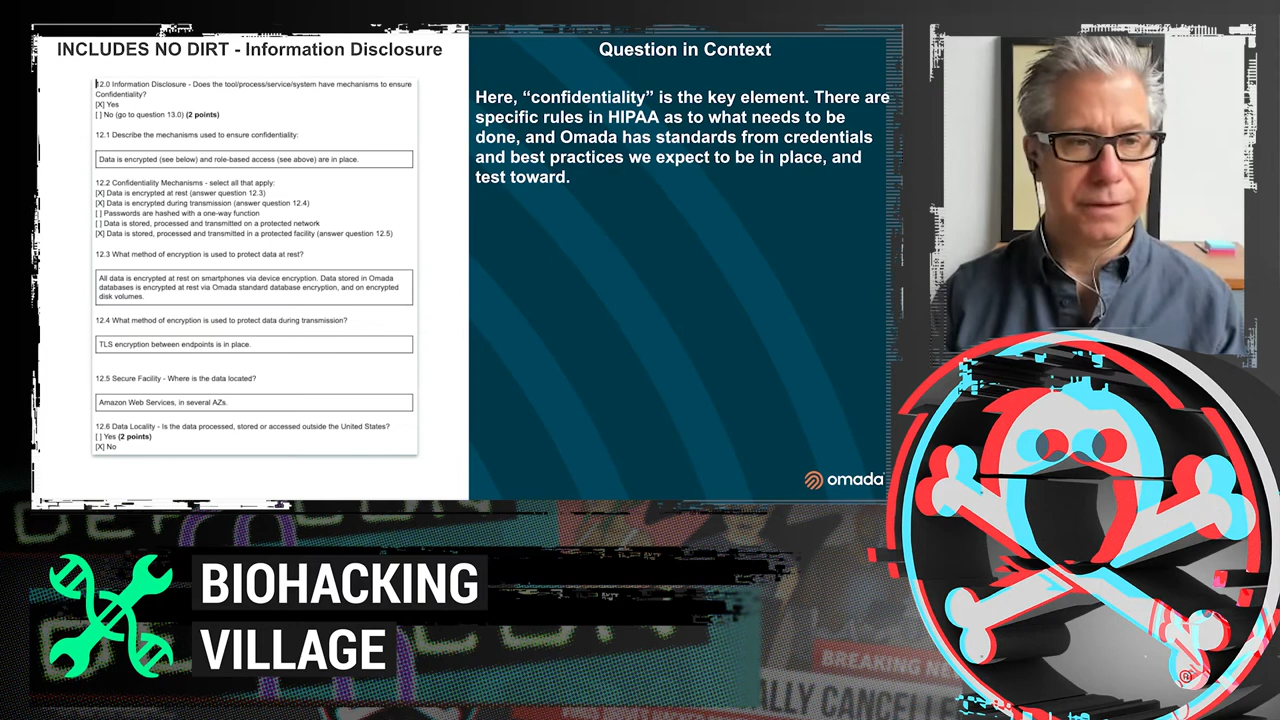 INCLUDES NO DIRT - Information Disclosure
12.0 Information Disclosure - Does the tool/process/service/system have mechanisms to ensure
Confidentiality?
[X] Yes
[ ] No (go to question 13.0) (2 points)
12.1 Describe the mechanisms used to ensure confidentiality:
Data is encrypted (see below) and role-based access (see above) are in place.
12.2 Confidentiality Mechanisms - select all that apply:
[X] Data is encrypted at rest (answer question 12.3)
[X] Data is encrypted during transmission (answer question 12.4)
[ ] Passwords are hashed with a one-way function
[ ] Data is stored, processed and transmitted on a protected network
[X] Data is stored, processed and transmitted in a protected facility (answer question 12.5)
12.3 What method of encryption is used to protect data at rest?
All data is encrypted at rest on smartphones via device encryption. Data stored in Omada
databases is encrypted at rest via Omada standard database encryption, and on encrypted
disk volumes.
12.4 What method of encryption is used to protect data during transmission?
TLS encryption between endpoints is in place.
12.5 Secure Facility - Where is the data located?
Amazon Web Services, in several AZs.
12.6 Data Locality - Is the data processed, stored or accessed outside the United States?
[ ] Yes (2 points)
[X] No
Question in Context
Here, “confidentiality” is the key element. There are
specific rules in HIPAA as to what needs to be
done, and Omada has standards from credentials
and best practices we expect to be in place and
test toward.
omada
BIOHACKING
VILLAGE
BREAKING NE
LLY CANCELLE
®